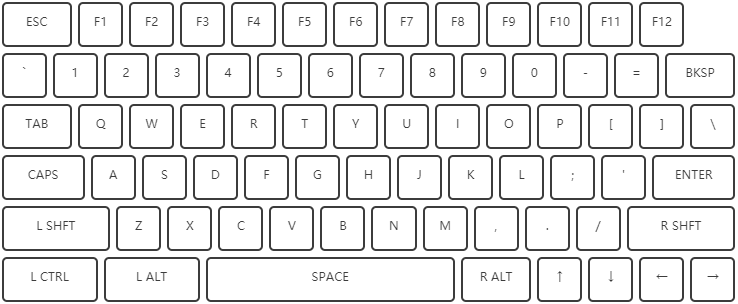 ESC F1 F2 F3 F4 F5 F6 F7 F8 F9 F10 F11 F12
` 1 2 3 4 5 6 7 8 9 0 - = BKSP
TAB Q W E R T Y U I O P [ ] \
CAPS A S D F G H J K L ; ' ENTER
L SHFT Z X C V B N M , . / R SHFT
L CTRL L ALT SPACE R ALT ↑ ↓ ← →